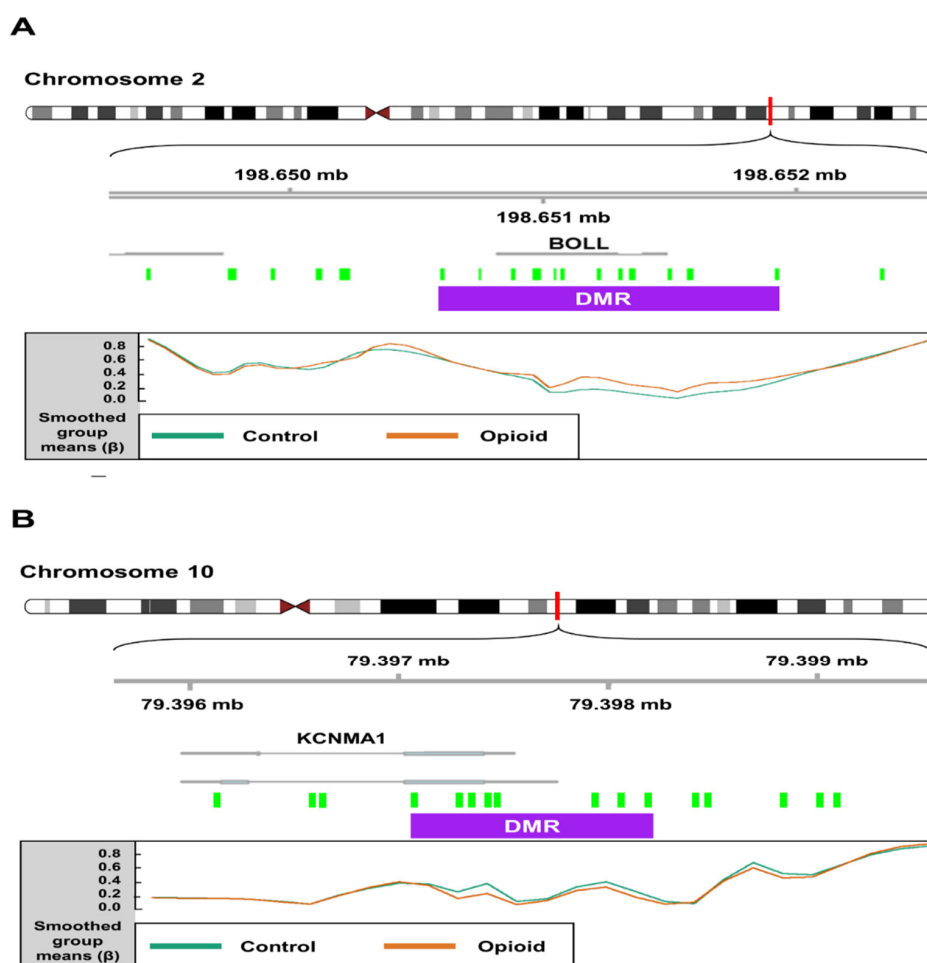 A
Chromosome 2
198.650 mb
198.652 mb
198.651 mb
BOLL
DMR
0.8
0.6
0.4
0.2
0.0
Smoothed
group
means (β)
Control
Opioid
B
Chromosome 10
79.397 mb
79.399 mb
79.396 mb
79.398 mb
KCNMA1
DMR
0.8
0.6
0.4
0.2
0.0
Smoothed
group
means (β)
Control
Opioid